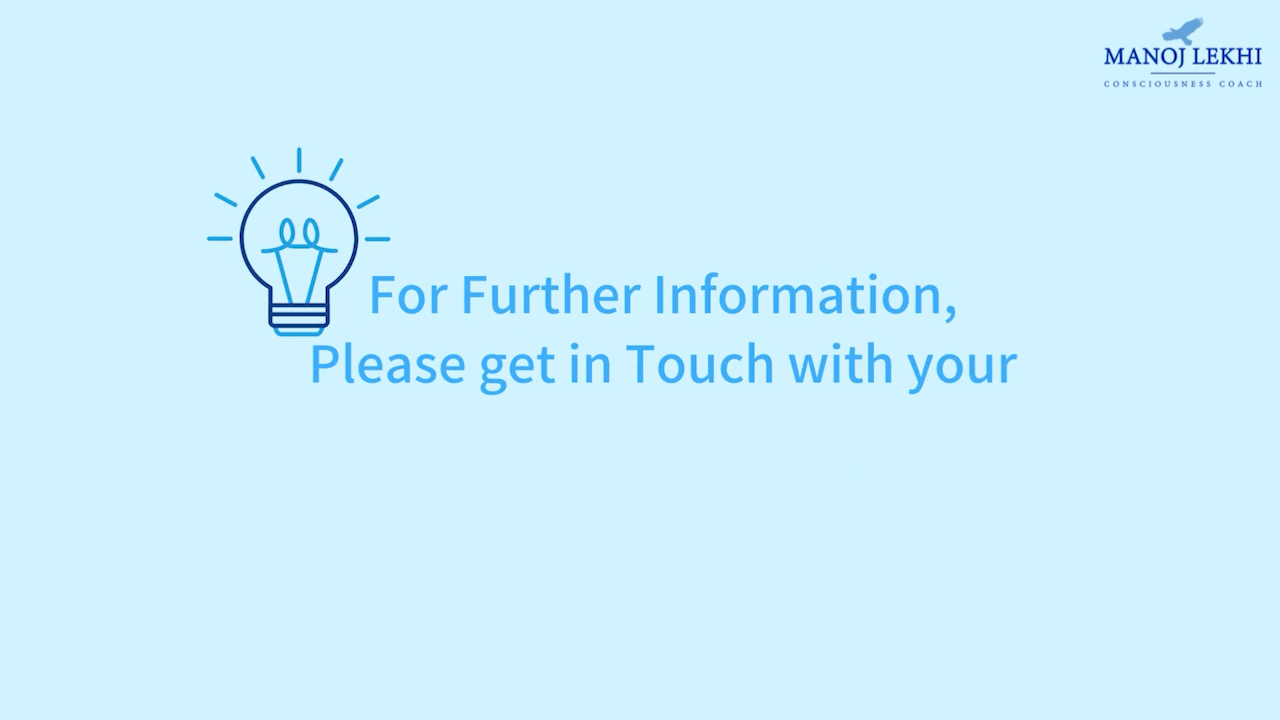 MANOJ LEKHI
CONSCIOUSNESS COACH
For Further Information,
Please get in Touch with your